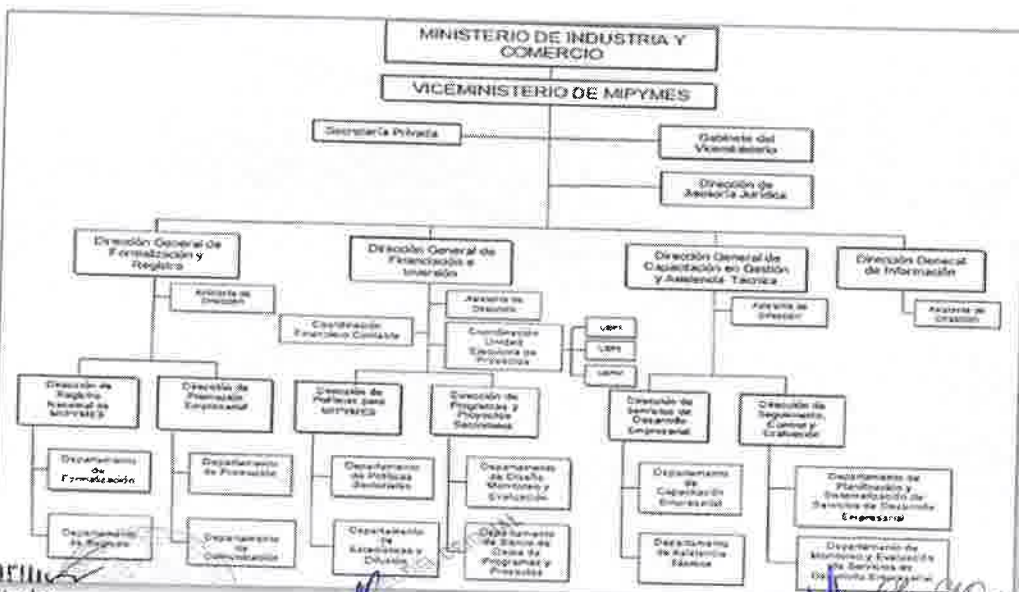 MINISTERIO DE INDUSTRIA Y
COMERCIO
VICEMINISTERIO DE MIPYMES
Secretaría Privada
Gabinete del
Viceministerio
Dirección de
Asesoría Jurídica
Dirección General de
Formalización y
Registro
Dirección General de
Financiación e
Inversión
Dirección General de
Capacitación en Gestión
y Asistencia Técnica
Dirección General
de Información
Asistente de
Dirección
Asistente de
Dirección
Asistente de
Dirección
Asistente de
Dirección
Coordinación
Financiero Contable
Coordinación
Unidad
Ejecutora de
Proyectos
Dirección de
Registro
Nacional de
MIPYMES
Dirección de
Promoción
Empresarial
Dirección de
Políticas para
MIPYMES
Dirección de
Programas y
Proyectos
Sectoriales
Dirección de
Servicios de
Desarrollo
Empresarial
Dirección de
Seguimiento,
Control y
Evaluación
Departamento
de
Formalización
Departamento
de Promoción
Departamento
de Políticas
Sectoriales
Departamento
de Diseño
Monitoreo y
Evaluación
Departamento
de
Capacitación
Empresarial
Departamento de
Planificación y
Sistematización de
Servicios de Desarrollo
Empresarial
Departamento
de Registro
Departamento
de
Comunicación
Departamento
de
Estadísticas y
Difusión
Departamento
de Banco de
Datos de
Programas y
Proyectos
Departamento
de Asistencia
Técnica
Departamento de
Monitoreo y Evaluación
de Servicios de
Desarrollo Empresarial